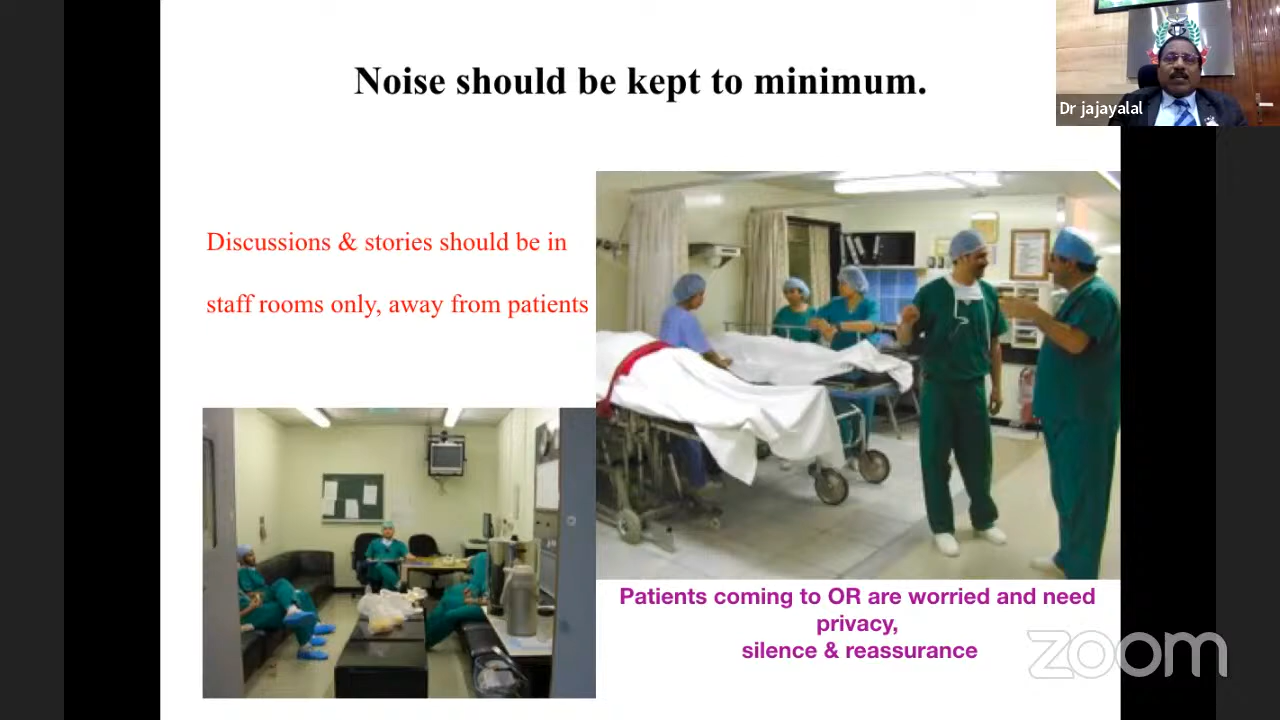 Noise should be kept to minimum.
Dr jajayalal
Discussions & stories should be in
staff rooms only, away from patients
Patients coming to OR are worried and need
privacy,
silence & reassurance
zoom